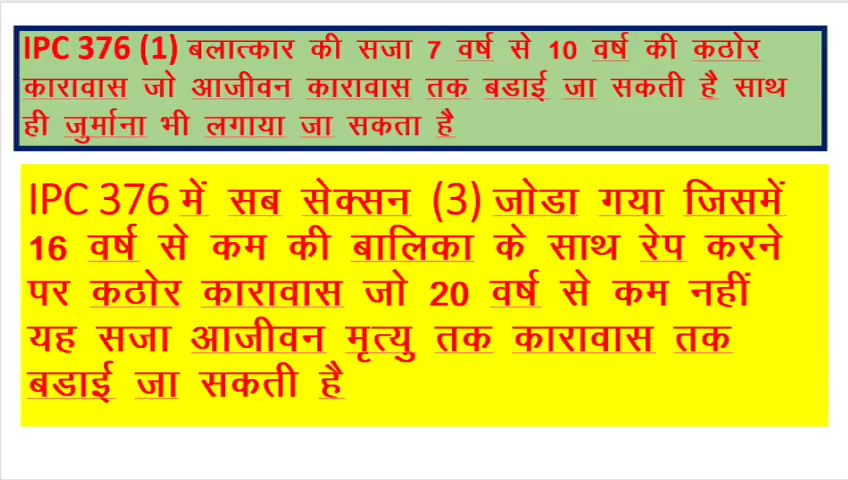 IPC 376 (1) बलात्कार की सजा 7 वर्ष से 10 वर्ष की कठोर
कारावास जो आजीवन कारावास तक बडाई जा सकती है साथ
ही जुर्माना भी लगाया जा सकता है
IPC 376 में सब सेक्सन (3) जोडा गया जिसमें
16 वर्ष से कम की बालिका के साथ रेप करने
पर कठोर कारावास जो 20 वर्ष से कम नहीं
यह सजा आजीवन मृत्यु तक कारावास तक
बडाई जा सकती है